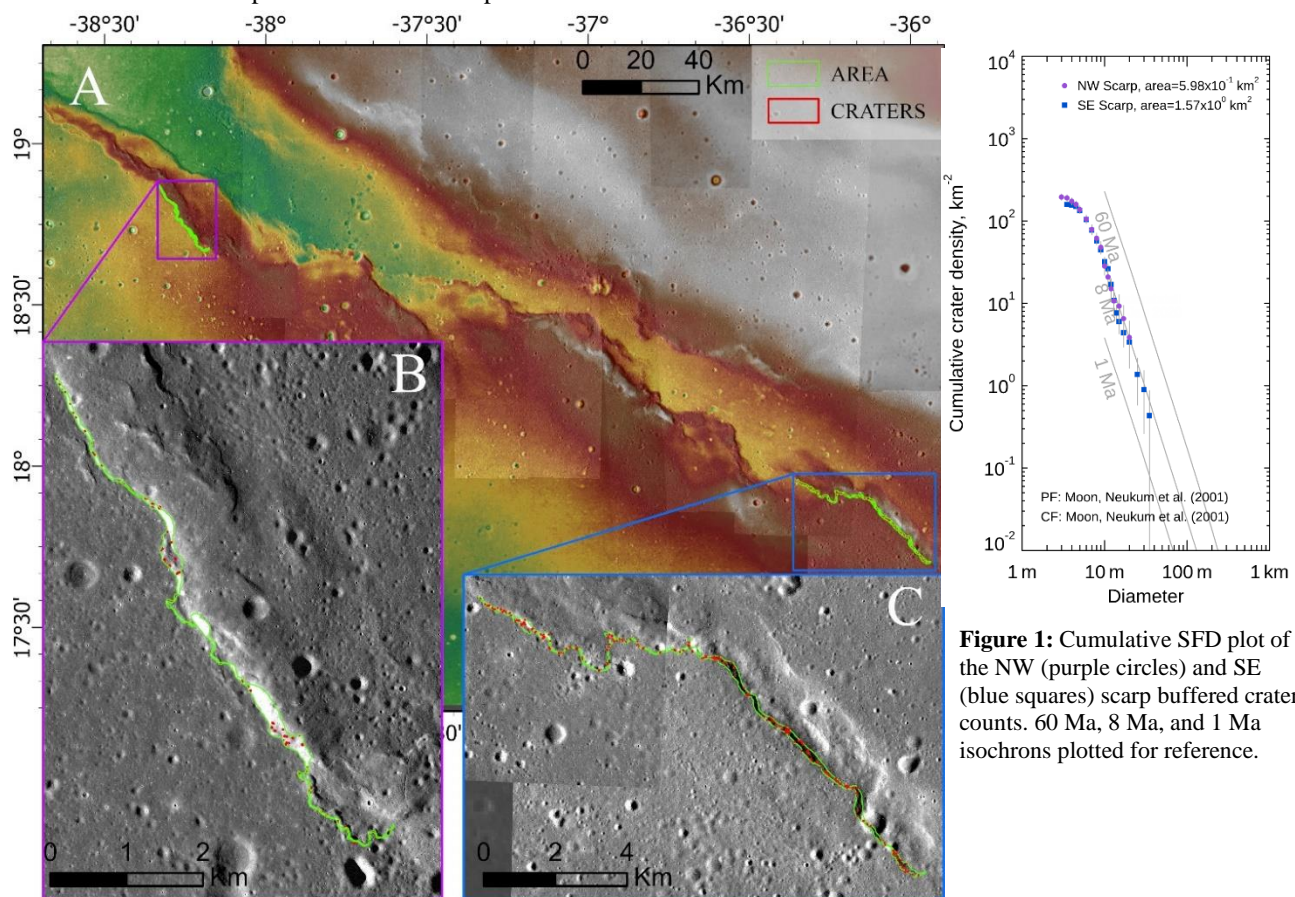 -38°30' -38° -37°30' -37° -36°30' -36°
A
0 20 40
Km
AREA
CRATERS
19°
18°30'
18°
17°30'
B
0 1 2
Km
C
0 2 4
Km
0'
10⁴
10³
10²
10¹
10⁰
10⁻¹
10⁻²
Cumulative crater density, km⁻²
NW Scarp, area=5.98x10⁻¹ km²
SE Scarp, area=1.57x10⁰ km²
60 Ma
8 Ma
1 Ma
PF: Moon, Neukum et al. (2001)
CF: Moon, Neukum et al. (2001)
1 m 10 m 100 m 1 km
Diameter
Figure 1: Cumulative SFD plot of
the NW (purple circles) and SE
(blue squares) scarp buffered crater
counts. 60 Ma, 8 Ma, and 1 Ma
isochrons plotted for reference.